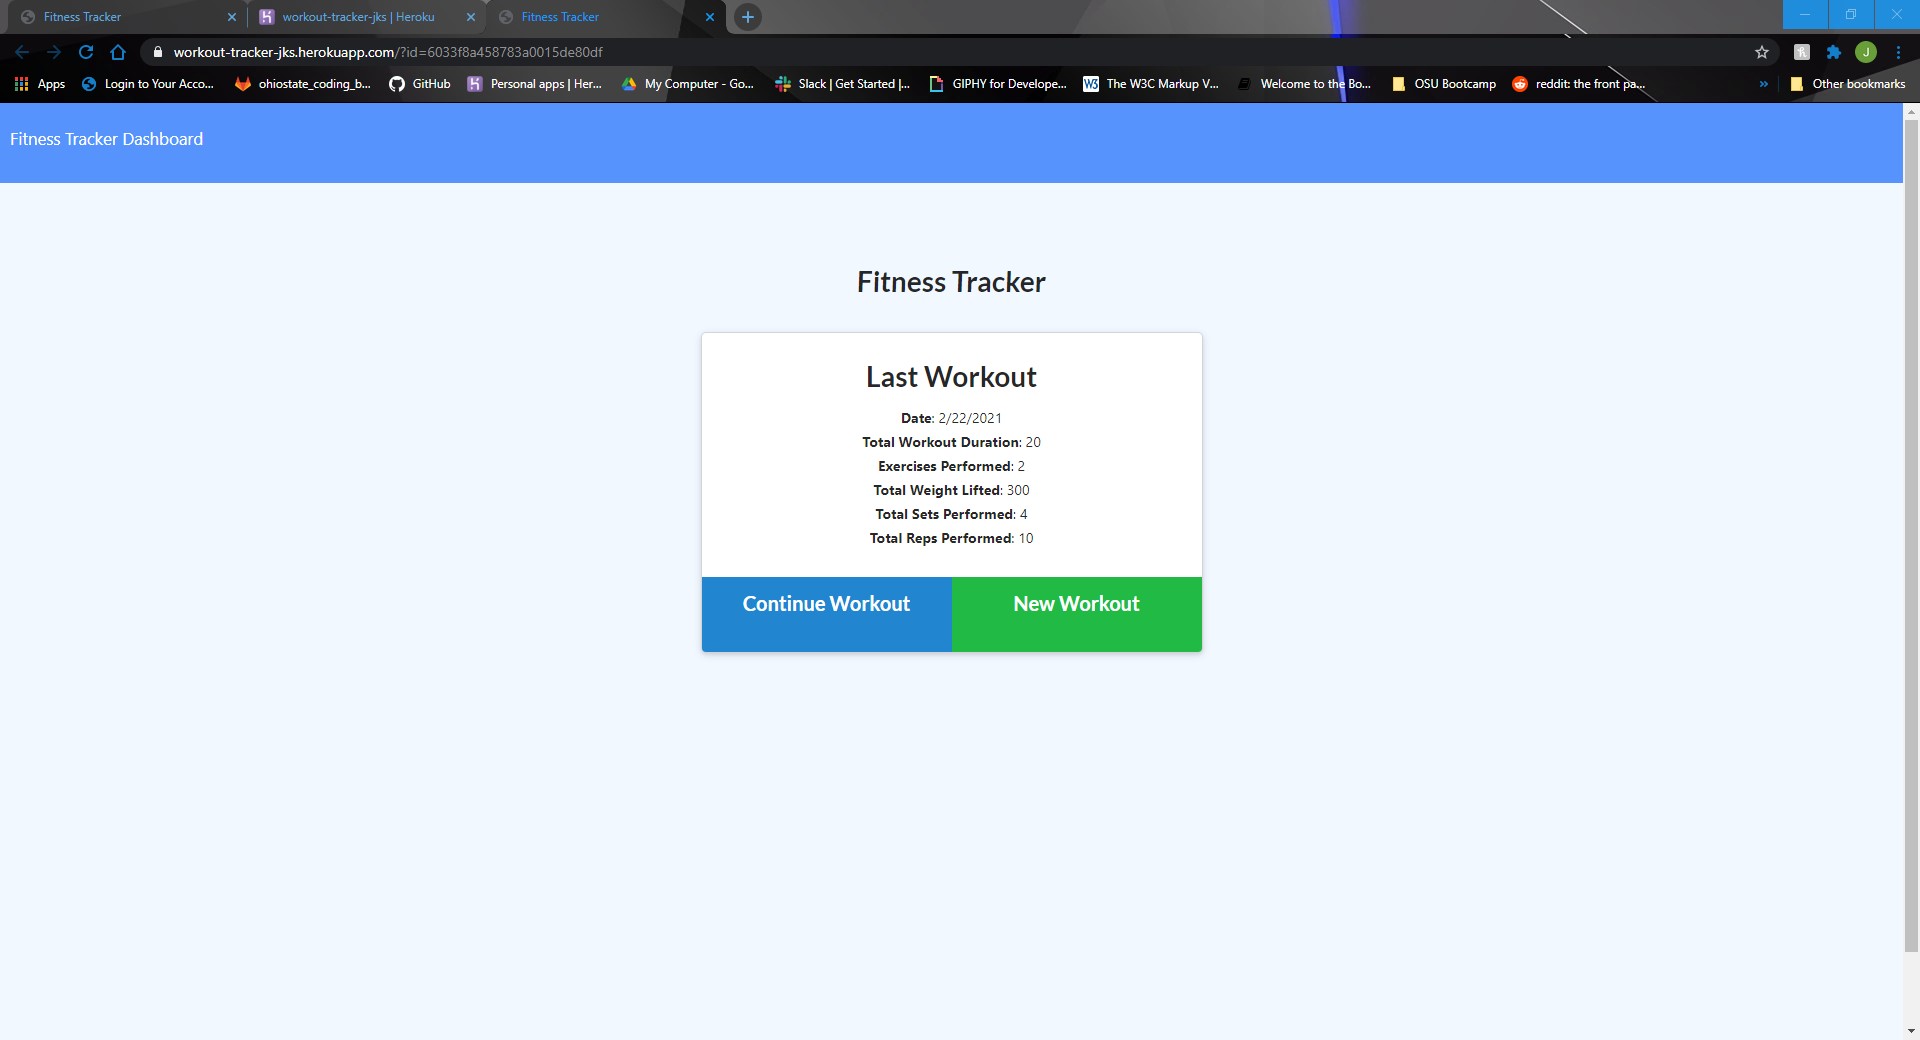 Fitness Tracker
workout-tracker-jks | Heroku
Fitness Tracker
workout-tracker-jks.herokuapp.com/?id=6033f8a458783a0015de80df
J
Apps
Login to Your Acco...
ohiostate_coding_b...
GitHub
Personal apps | Her...
My Computer - Go...
Slack | Get Started |...
GIPHY for Develope...
W3
The W3C Markup V...
Welcome to the Bo...
OSU Bootcamp
reddit: the front pa...
»
Other bookmarks
Fitness Tracker Dashboard
Fitness Tracker
Last Workout
Date: 2/22/2021
Total Workout Duration: 20
Exercises Performed: 2
Total Weight Lifted: 300
Total Sets Performed: 4
Total Reps Performed: 10
Continue Workout
New Workout